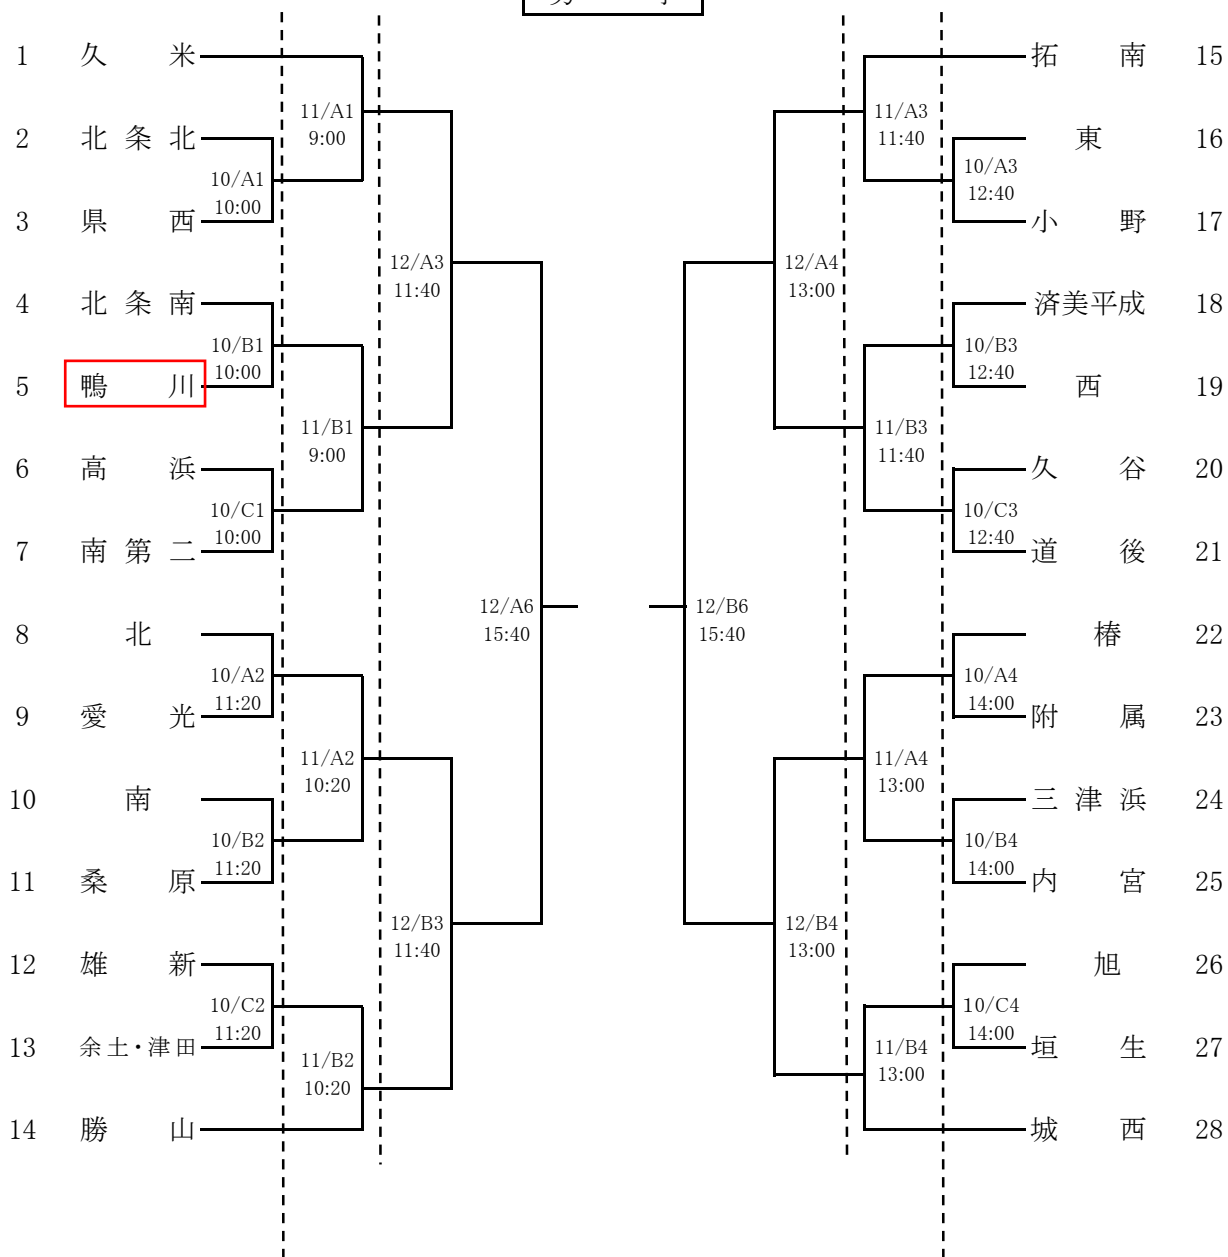 1 久 米
拓 南 15
11/A1
9:00
11/A3
11:40
2 北 条 北
東 16
10/A1
10:00
10/A3
12:40
3 県 西
小 野 17
12/A3
11:40
12/A4
13:00
4 北 条 南
済美平成 18
10/B1
10:00
10/B3
12:40
5 鴨 川
西 19
11/B1
9:00
11/B3
11:40
6 高 浜
久 谷 20
10/C1
10:00
10/C3
12:40
7 南 第 二
道 後 21
12/A6
15:40
12/B6
15:40
8 北
椿 22
10/A2
11:20
10/A4
14:00
9 愛 光
附 属 23
11/A2
10:20
11/A4
13:00
10 南
三 津 浜 24
10/B2
11:20
10/B4
14:00
11 桑 原
内 宮 25
12/B3
11:40
12/B4
13:00
12 雄 新
旭 26
10/C2
11:20
10/C4
14:00
13 余土・津田
垣 生 27
11/B2
10:20
11/B4
13:00
14 勝 山
城 西 28